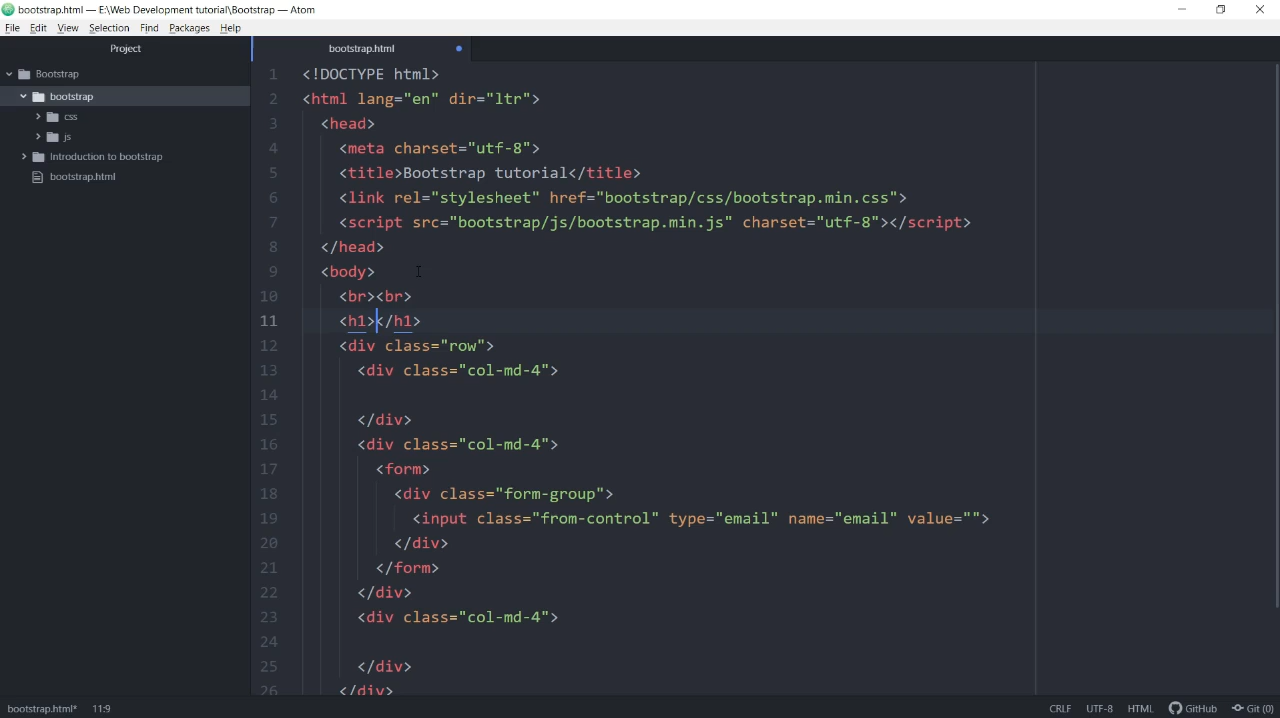 bootstrap.html — E:\Web Development tutorial\Bootstrap — Atom
File Edit View Selection Find Packages Help
Project
bootstrap.html
Bootstrap
bootstrap
css
js
Introduction to bootstrap
bootstrap.html
1 <!DOCTYPE html>
2 <html lang="en" dir="ltr">
3 <head>
4 <meta charset="utf-8">
5 <title>Bootstrap tutorial</title>
6 <link rel="stylesheet" href="bootstrap/css/bootstrap.min.css">
7 <script src="bootstrap/js/bootstrap.min.js" charset="utf-8"></script>
8 </head>
9 <body>
10 <br><br>
11 <h1></h1>
12 <div class="row">
13 <div class="col-md-4">
14
15 </div>
16 <div class="col-md-4">
17 <form>
18 <div class="form-group">
19 <input class="from-control" type="email" name="email" value="">
20 </div>
21 </form>
22 </div>
23 <div class="col-md-4">
24
25 </div>
26 </div>
bootstrap.html* 11:9 CRLF UTF-8 HTML GitHub Git (0)